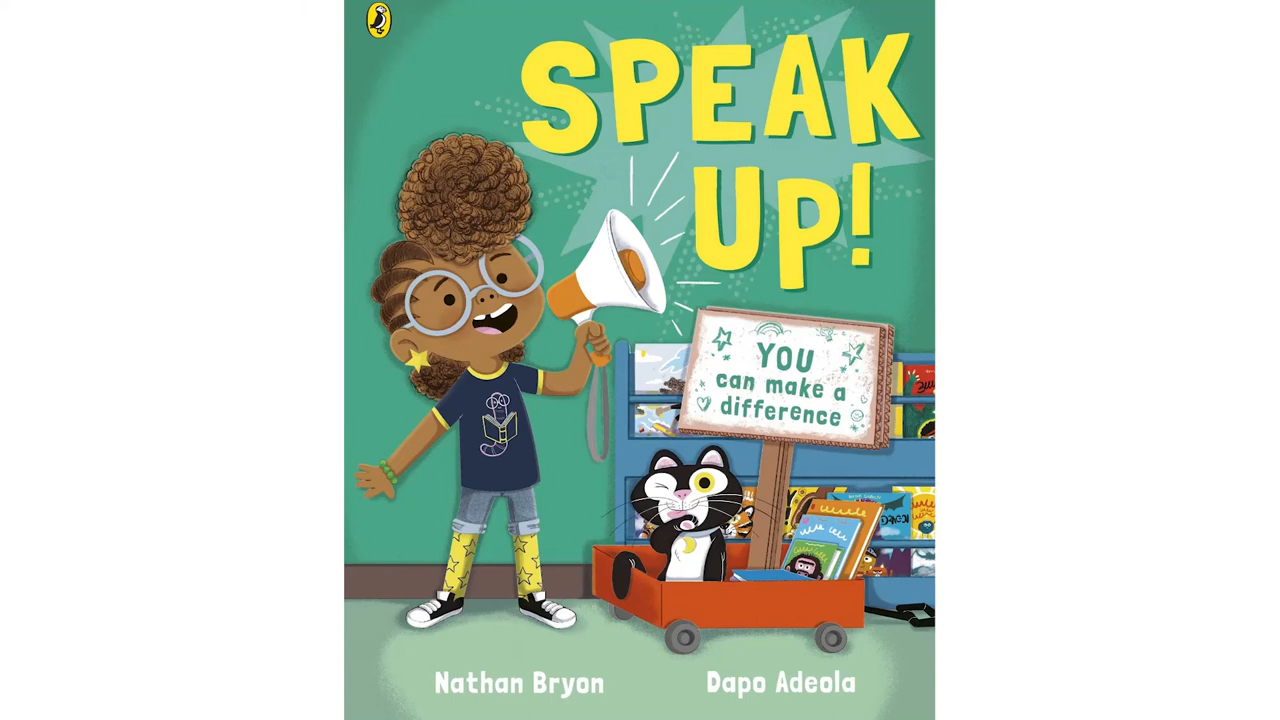 SPEAK
UP!
YOU
can make a
difference
Nathan Bryon
Dapo Adeola